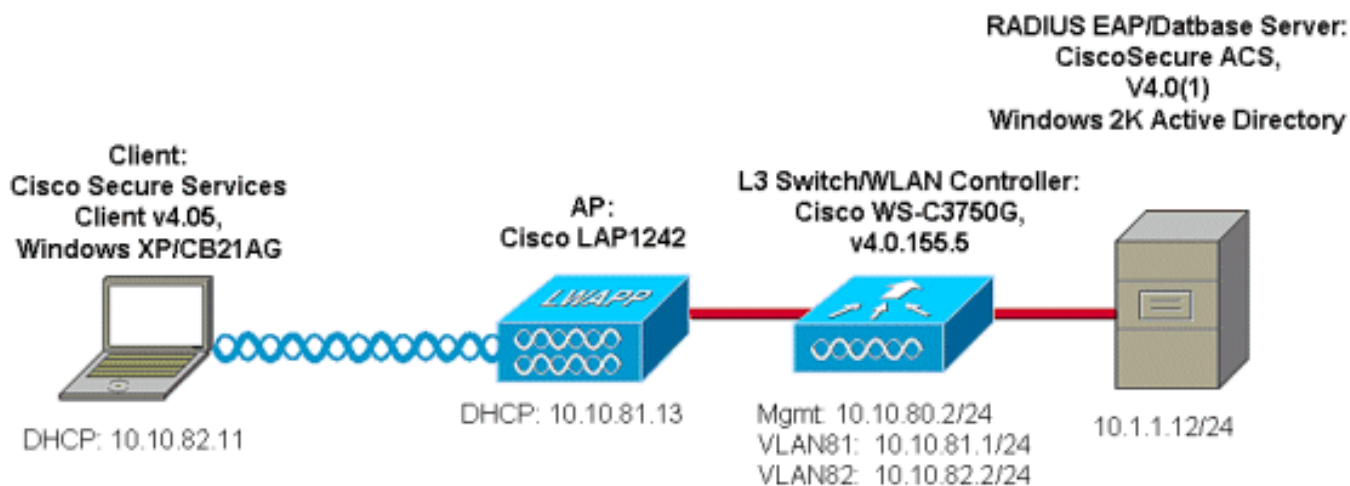 RADIUS EAP/Datbase Server:
CiscoSecure ACS,
V4.0(1)
Windows 2K Active Directory
Client:
Cisco Secure Services
Client v4.05,
Windows XP/CB21AG
AP:
Cisco LAP1242
L3 Switch/WLAN Controller:
Cisco WS-C3750G,
v4.0.155.5
LWAPP
DHCP: 10.10.82.11
DHCP: 10.10.81.13
Mgmt: 10.10.80.2/24
VLAN81: 10.10.81.1/24
VLAN82: 10.10.82.2/24
10.1.1.12/24